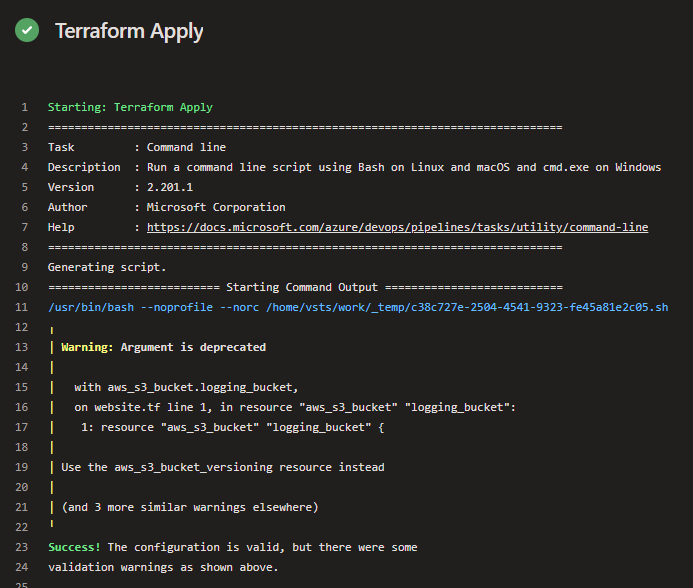 Terraform Apply
1 Starting: Terraform Apply
2 ==============================================================================
3 Task         : Command line
4 Description  : Run a command line script using Bash on Linux and macOS and cmd.exe on Windows
5 Version      : 2.201.1
6 Author       : Microsoft Corporation
7 Help         : https://docs.microsoft.com/azure/devops/pipelines/tasks/utility/command-line
8 ==============================================================================
9 Generating script.
10 ========================== Starting Command Output ===========================
11 /usr/bin/bash --noprofile --norc /home/vsts/work/_temp/c38c727e-2504-4541-9323-fe45a81e2c05.sh
12 ╷
13 │ Warning: Argument is deprecated
14 │
15 │   with aws_s3_bucket.logging_bucket,
16 │   on website.tf line 1, in resource "aws_s3_bucket" "logging_bucket":
17 │    1: resource "aws_s3_bucket" "logging_bucket" {
18 │
19 │ Use the aws_s3_bucket_versioning resource instead
20 │
21 │ (and 3 more similar warnings elsewhere)
22 ╵
23 Success! The configuration is valid, but there were some
24 validation warnings as shown above.
25